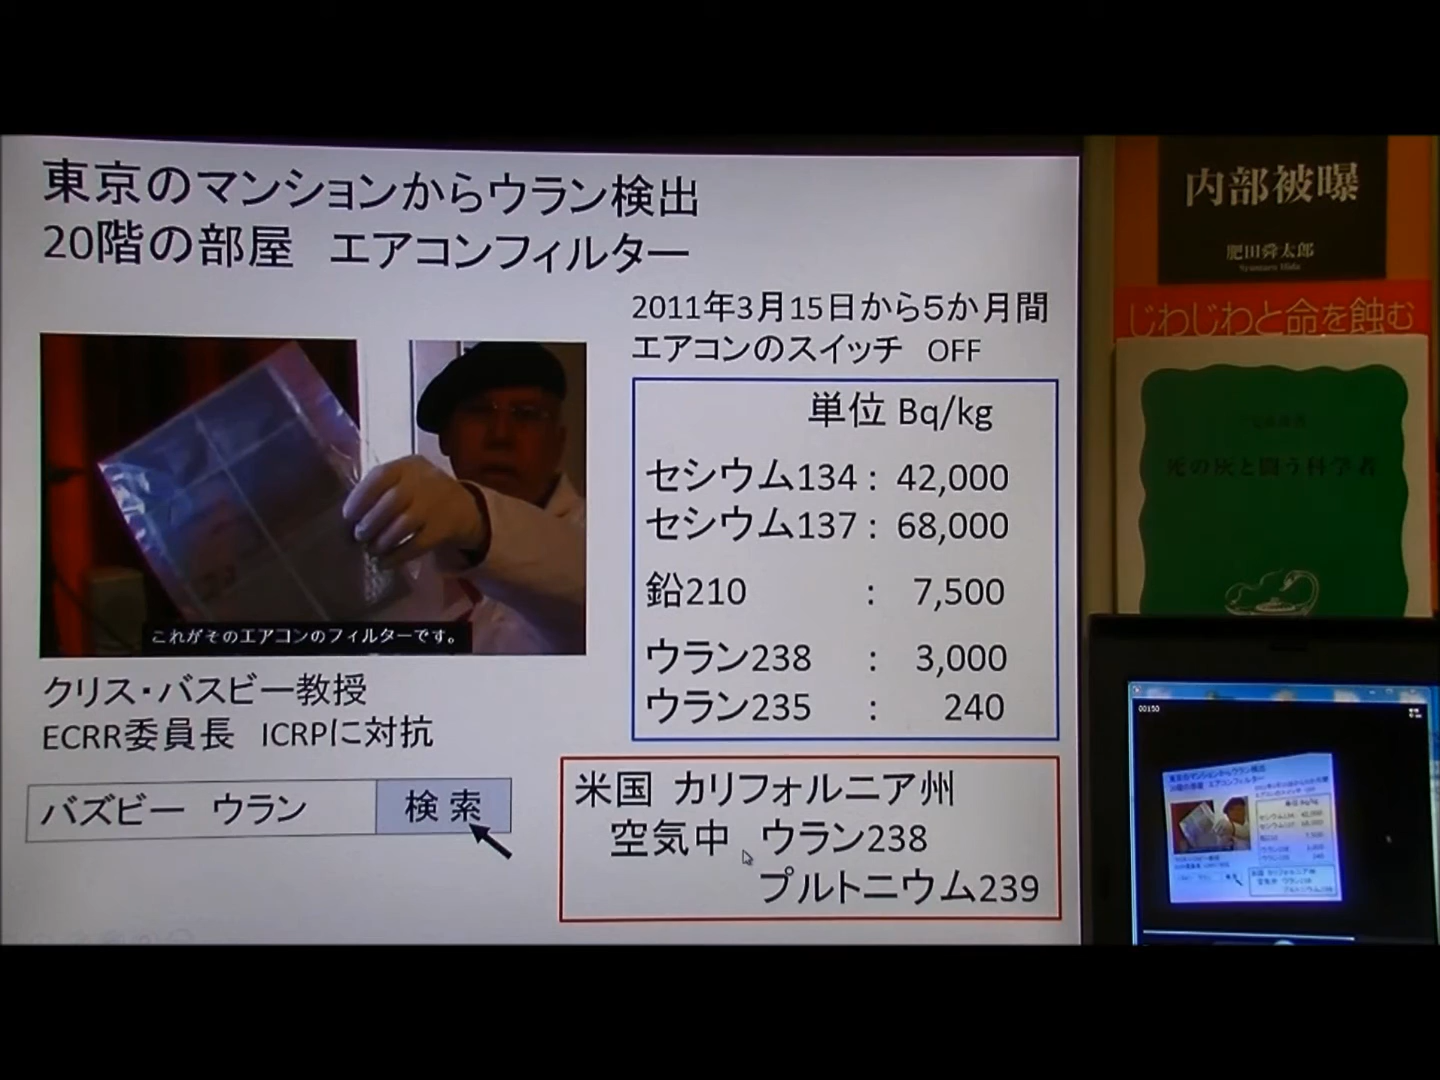 東京のマンションからウラン検出
20階の部屋 エアコンフィルター
2011年3月15日から5か月間
エアコンのスイッチ OFF
単位 Bq/kg
セシウム134 : 42,000
セシウム137 : 68,000
鉛210 : 7,500
ウラン238 : 3,000
ウラン235 : 240
これがそのエアコンのフィルターです。
クリス・バスビー教授
ECRR委員長 ICRPに対抗
バズビー ウラン 検索
米国 カリフォルニア州
空気中 ウラン238
プルトニウム239
内部被曝
肥田舜太郎
じわじわと命を蝕む
死の灰と闘う科学者
00150